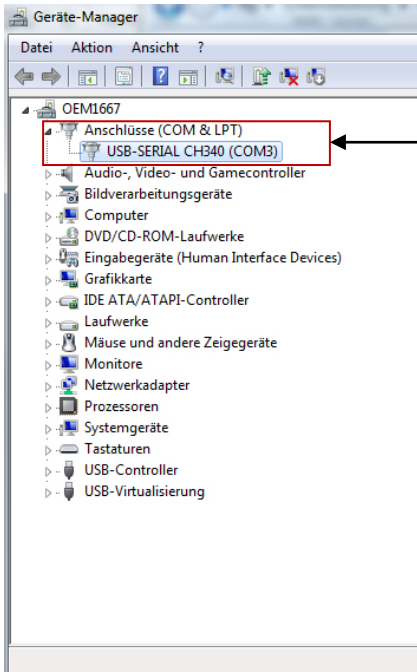 Geräte-Manager
Datei Aktion Ansicht ?
OEM1667
Anschlüsse (COM & LPT)
USB-SERIAL CH340 (COM3)
Audio-, Video- und Gamecontroller
Bildverarbeitungsgeräte
Computer
DVD/CD-ROM-Laufwerke
Eingabegeräte (Human Interface Devices)
Grafikkarte
IDE ATA/ATAPI-Controller
Laufwerke
Mäuse und andere Zeigegeräte
Monitore
Netzwerkadapter
Prozessoren
Systemgeräte
Tastaturen
USB-Controller
USB-Virtualisierung